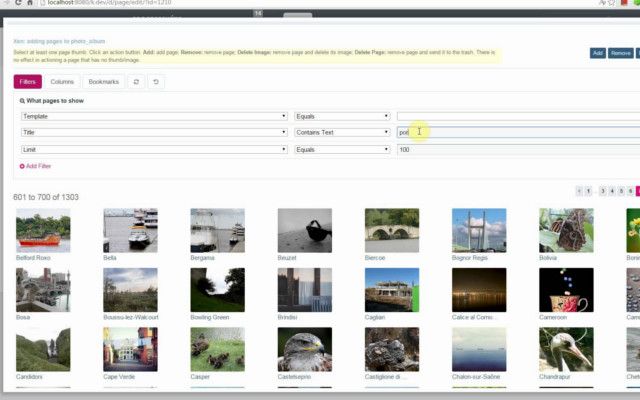 localhost:8080/k.dev/d/page/edit/?id=1210
14
Item: adding pages to photo_album
Select at least one page thumb. Click an action button. Add: add page; Remove: remove page; Delete Image: remove page and delete its image; Delete Page: remove page and send it to the trash. There is
no effect in actioning a page that has no thumb/image.
Add Remove
Filters Columns Bookmarks
What pages to show
Template Equals
Title Contains Text por
Limit Equals 100
Add Filter
601 to 700 of 1303
< 1 ... 3 4 5 6
Belford Roxo Bella Bergama Beuzet Biercoe Bognor Regis Bolivia
Bosa Boussu-lez-Walcourt Bowling Green Brindisi Cagliari Calice al Corno... Cameroon
Candidoni Cape Verde Casper Castelseprio Castiglione di ... Chalon-sur-Saône Chandrapur